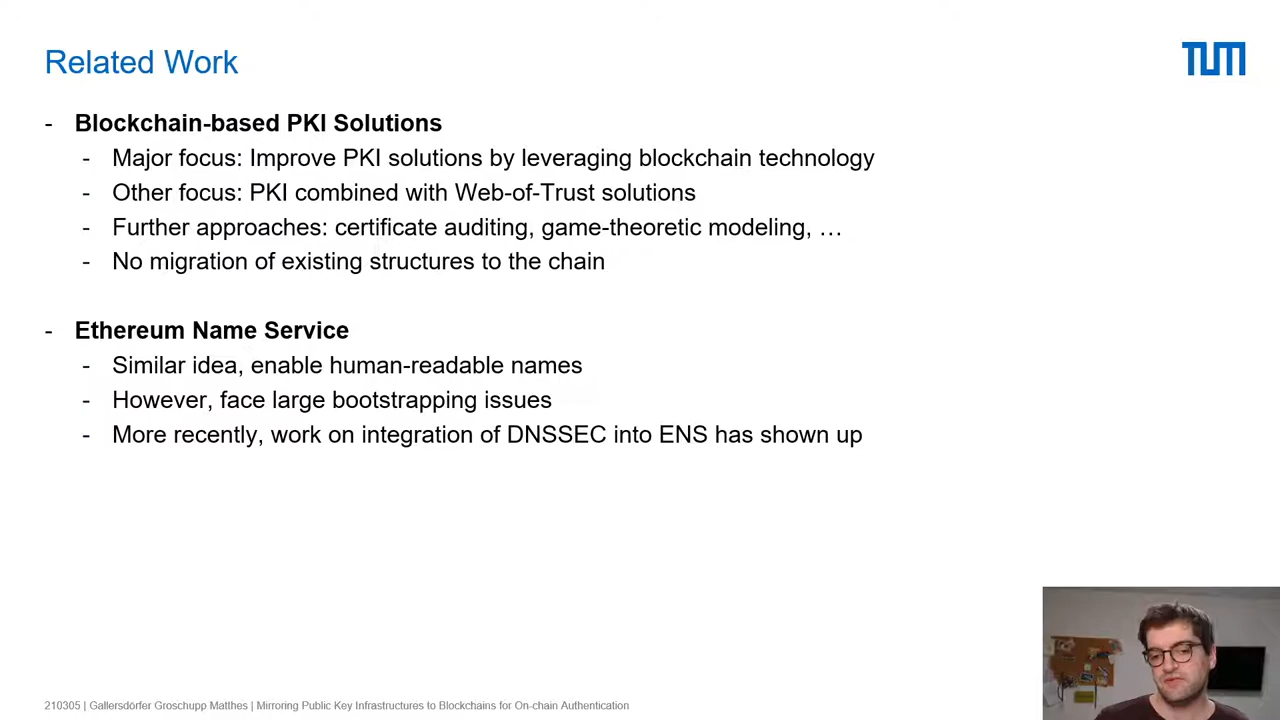 Related Work
TUM
- Blockchain-based PKI Solutions
- Major focus: Improve PKI solutions by leveraging blockchain technology
- Other focus: PKI combined with Web-of-Trust solutions
- Further approaches: certificate auditing, game-theoretic modeling, …
- No migration of existing structures to the chain
- Ethereum Name Service
- Similar idea, enable human-readable names
- However, face large bootstrapping issues
- More recently, work on integration of DNSSEC into ENS has shown up
210305 | Gallersdörfer Groschupp Matthes | Mirroring Public Key Infrastructures to Blockchains for On-chain Authentication